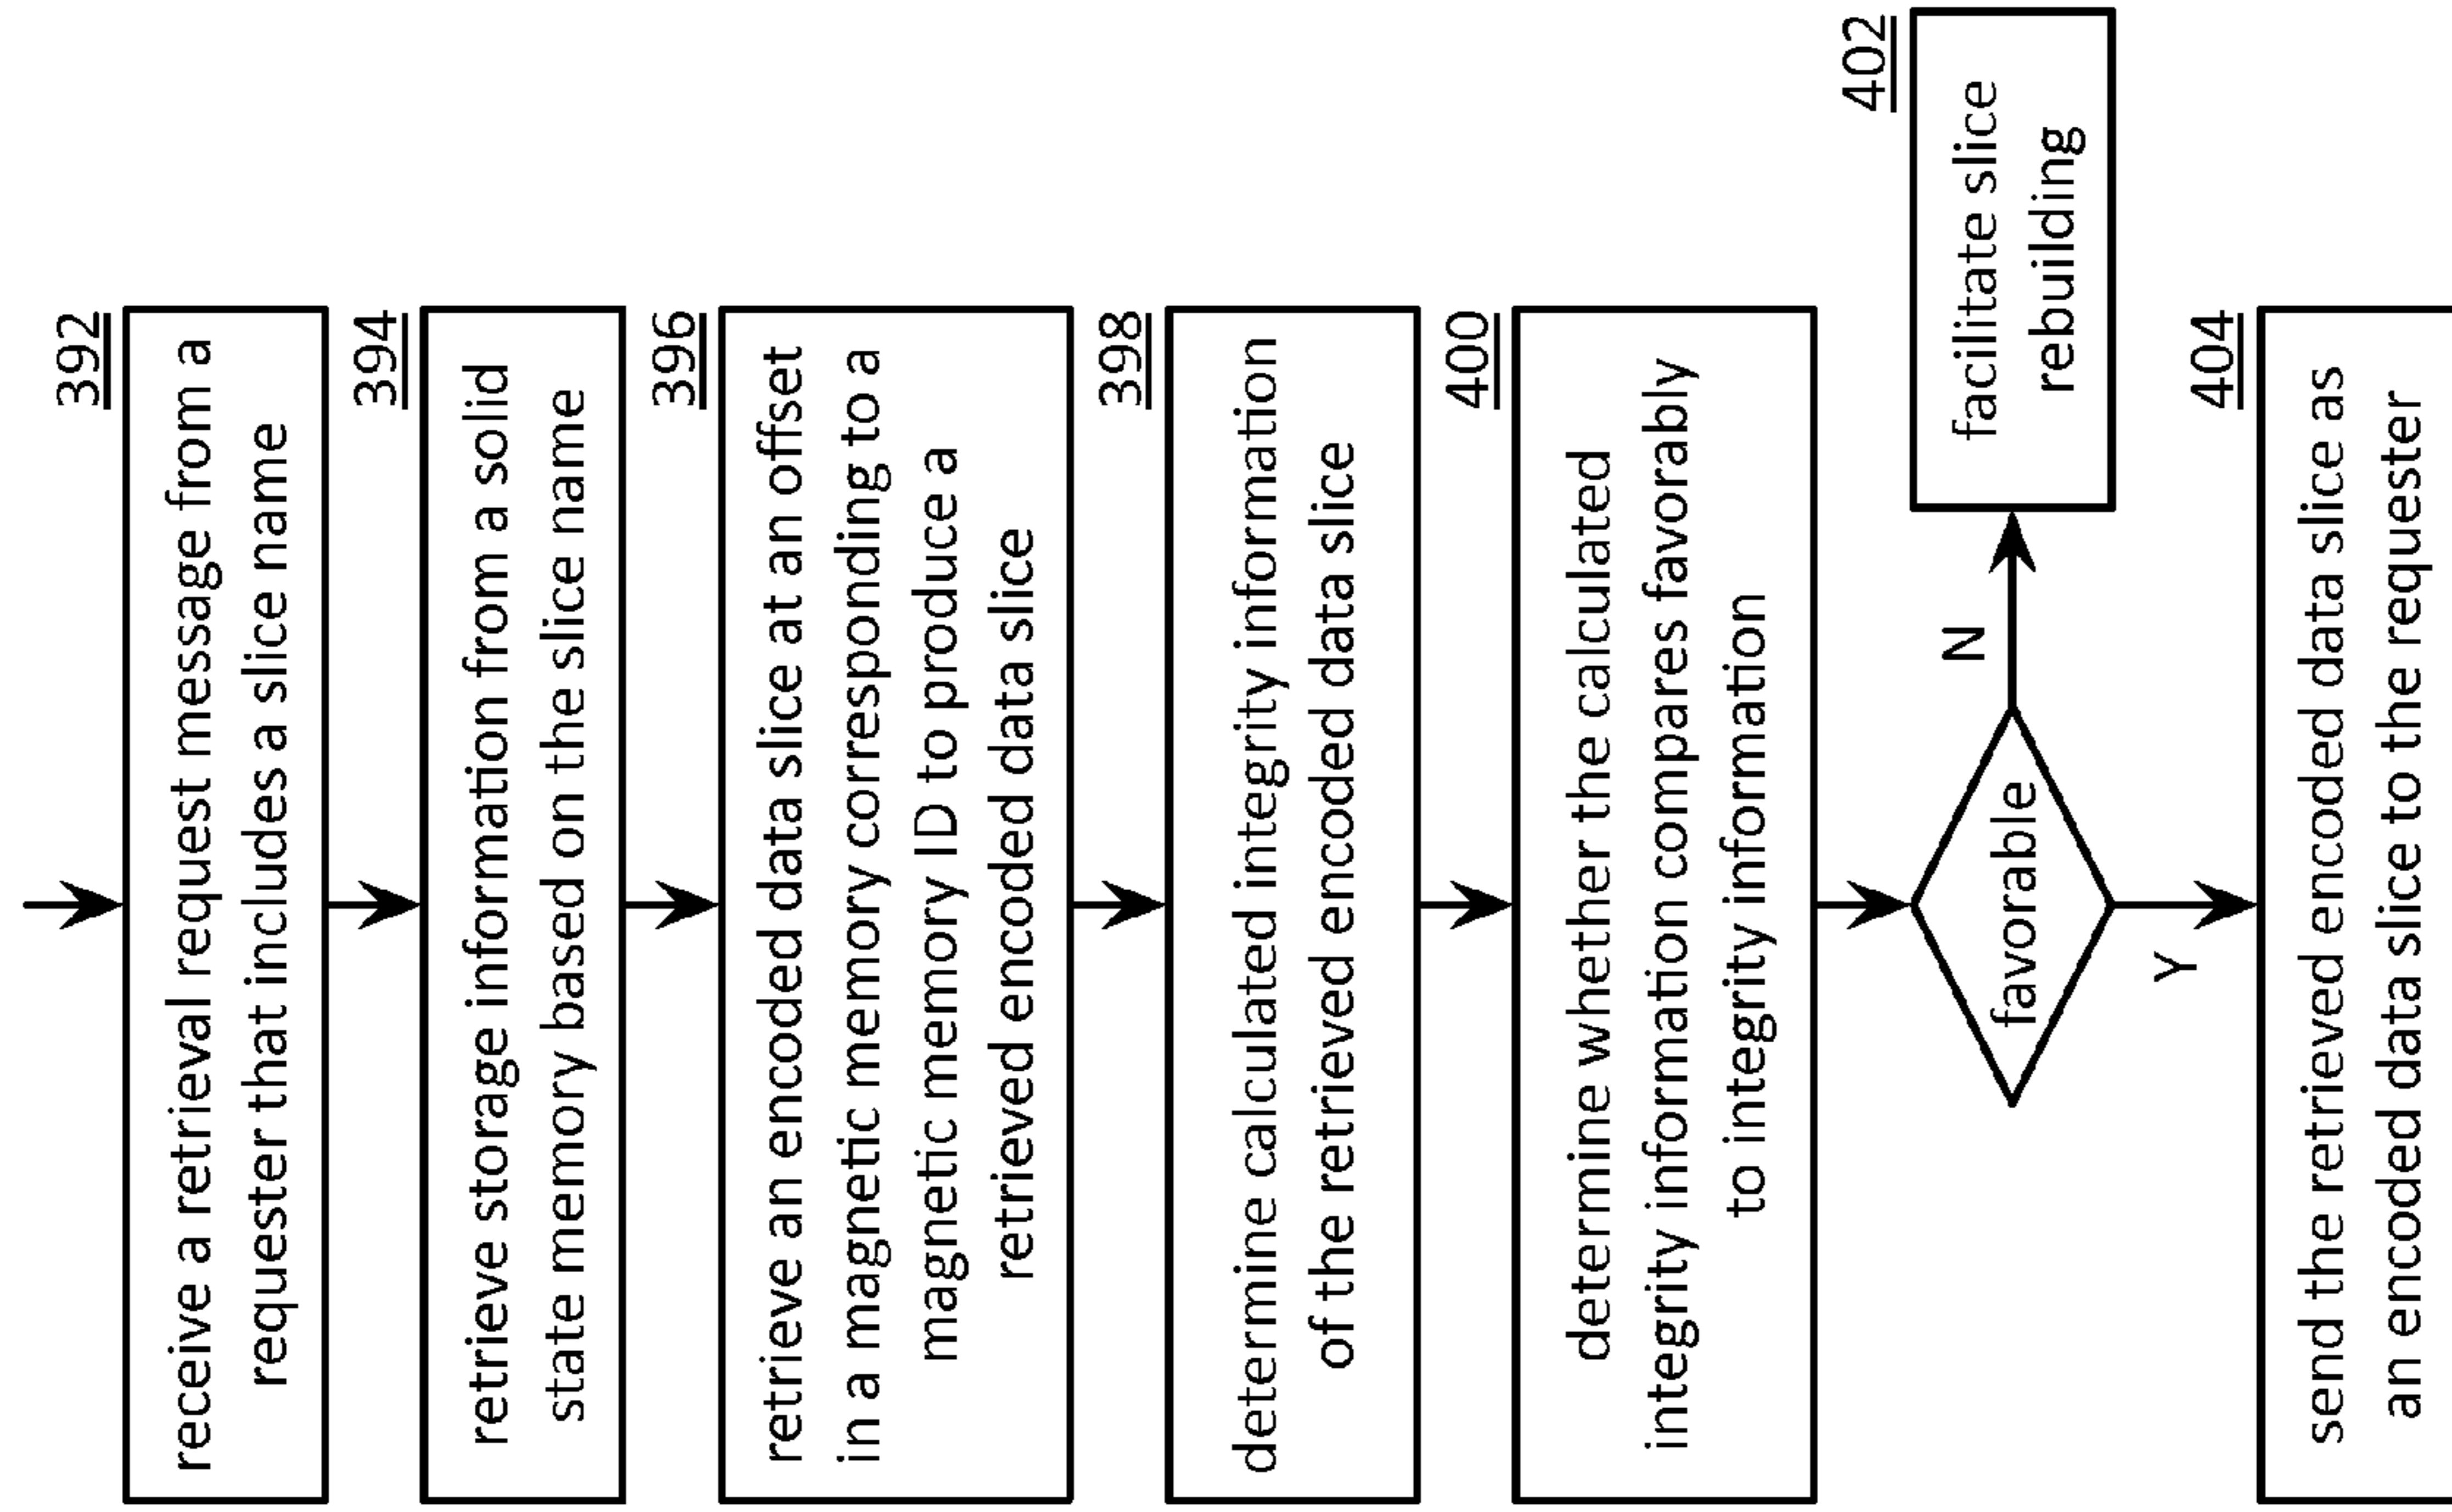 392
receive a retrieval request message from a
requester that includes a slice name
394
retrieve storage information from a solid
state memory based on the slice name
396
retrieve an encoded data slice at an offset
in a magnetic memory corresponding to a
magnetic memory ID to produce a
retrieved encoded data slice
398
determine calculated integrity information
of the retrieved encoded data slice
400
determine whether the calculated
integrity information compares favorably
to integrity information
favorable
N
402
facilitate slice
rebuilding
Y
404
send the retrieved encoded data slice as
an encoded data slice to the requester